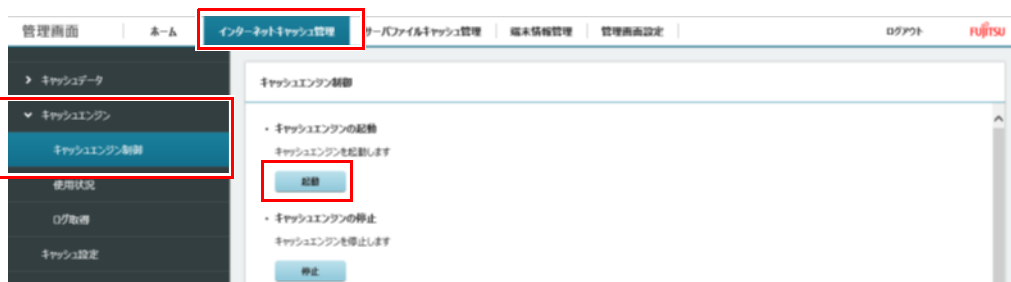 管理画面 ホーム インターネットキャッシュ管理 サーバファイルキャッシュ管理 端末情報管理 管理画面設定 ログアウト FUJITSU
キャッシュデータ
キャッシュエンジン制御
キャッシュエンジン
・キャッシュエンジンの起動
キャッシュエンジンを起動します
キャッシュエンジン制御
起動
使用状況
ログ取得
・キャッシュエンジンの停止
キャッシュエンジンを停止します
キャッシュ設定
停止